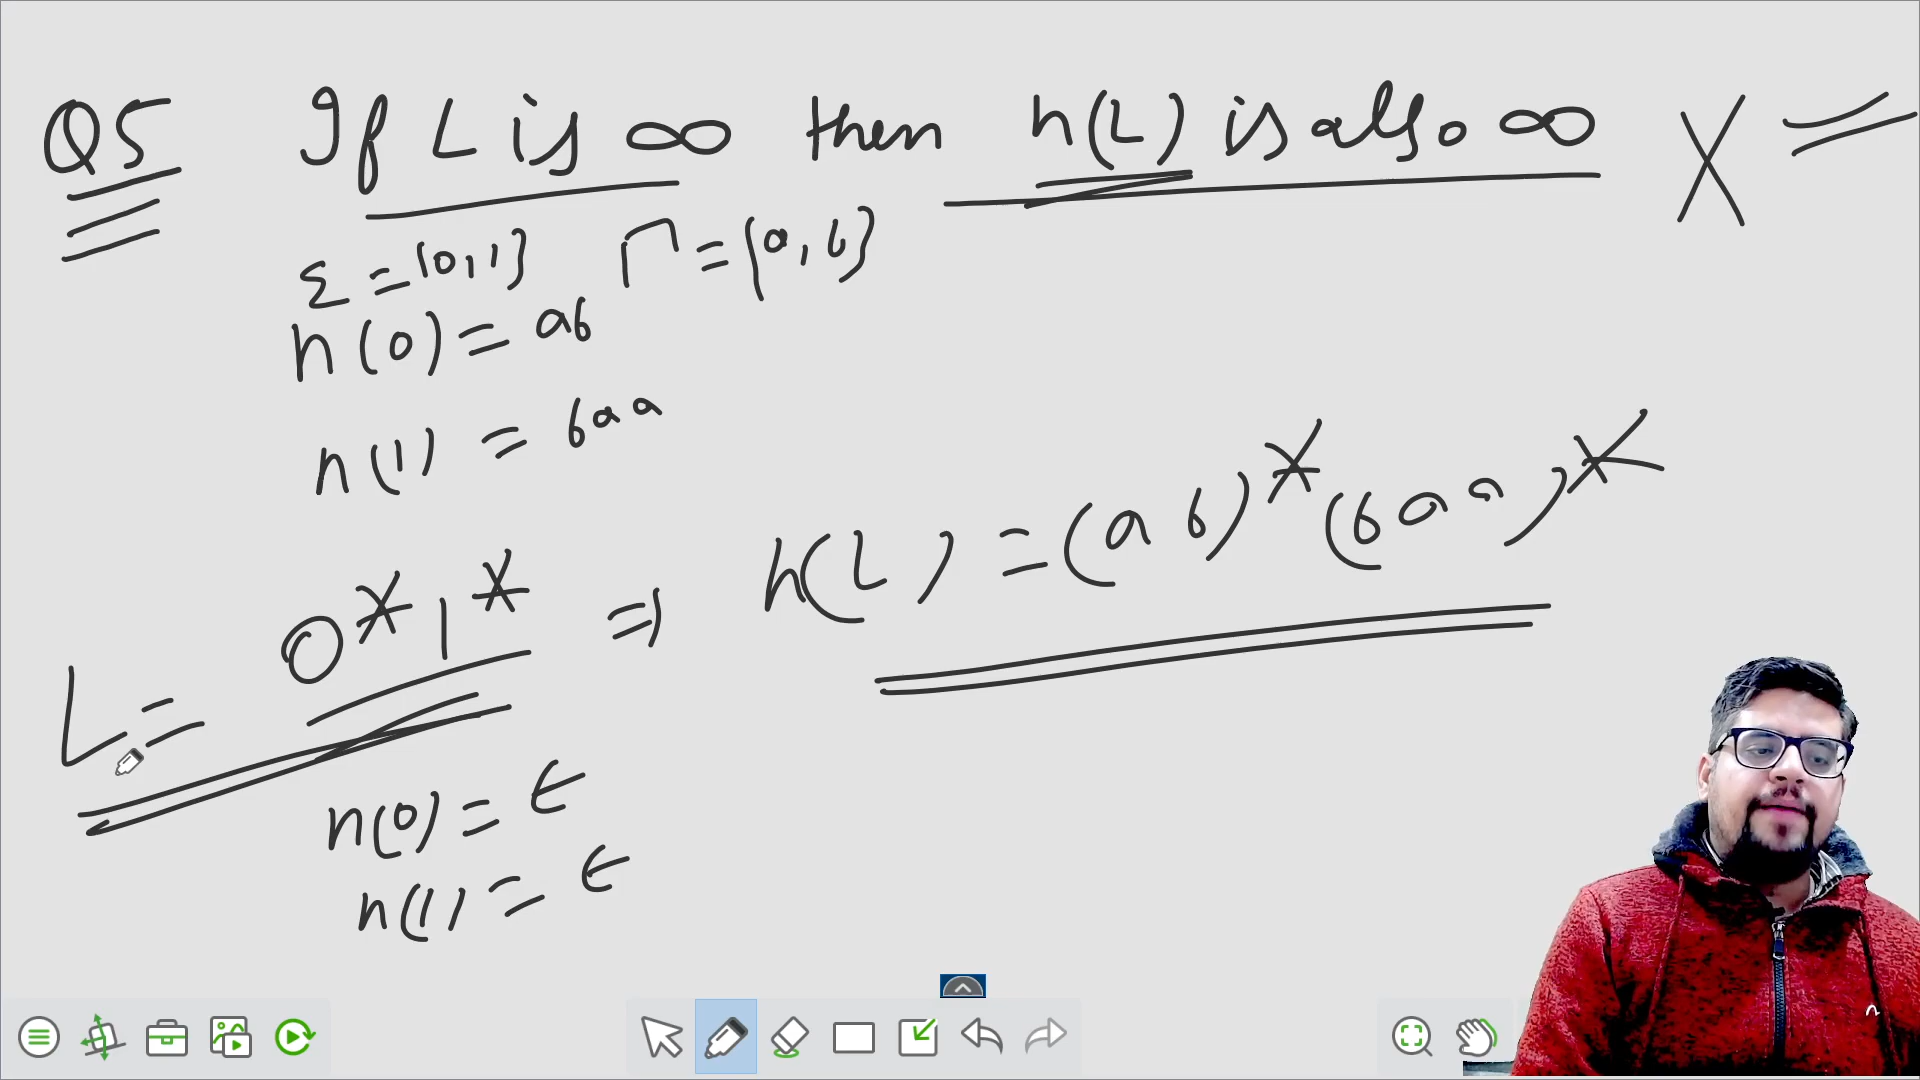 Q5 If L is ∞ then h(L) is also ∞ X
Σ = {0,1} Γ = {a, b}
h(0) = ab
h(1) = baa
L = 0*1* ⇒ h(L) = (ab)*(baa)*
h(0) = ε
h(1) = ε